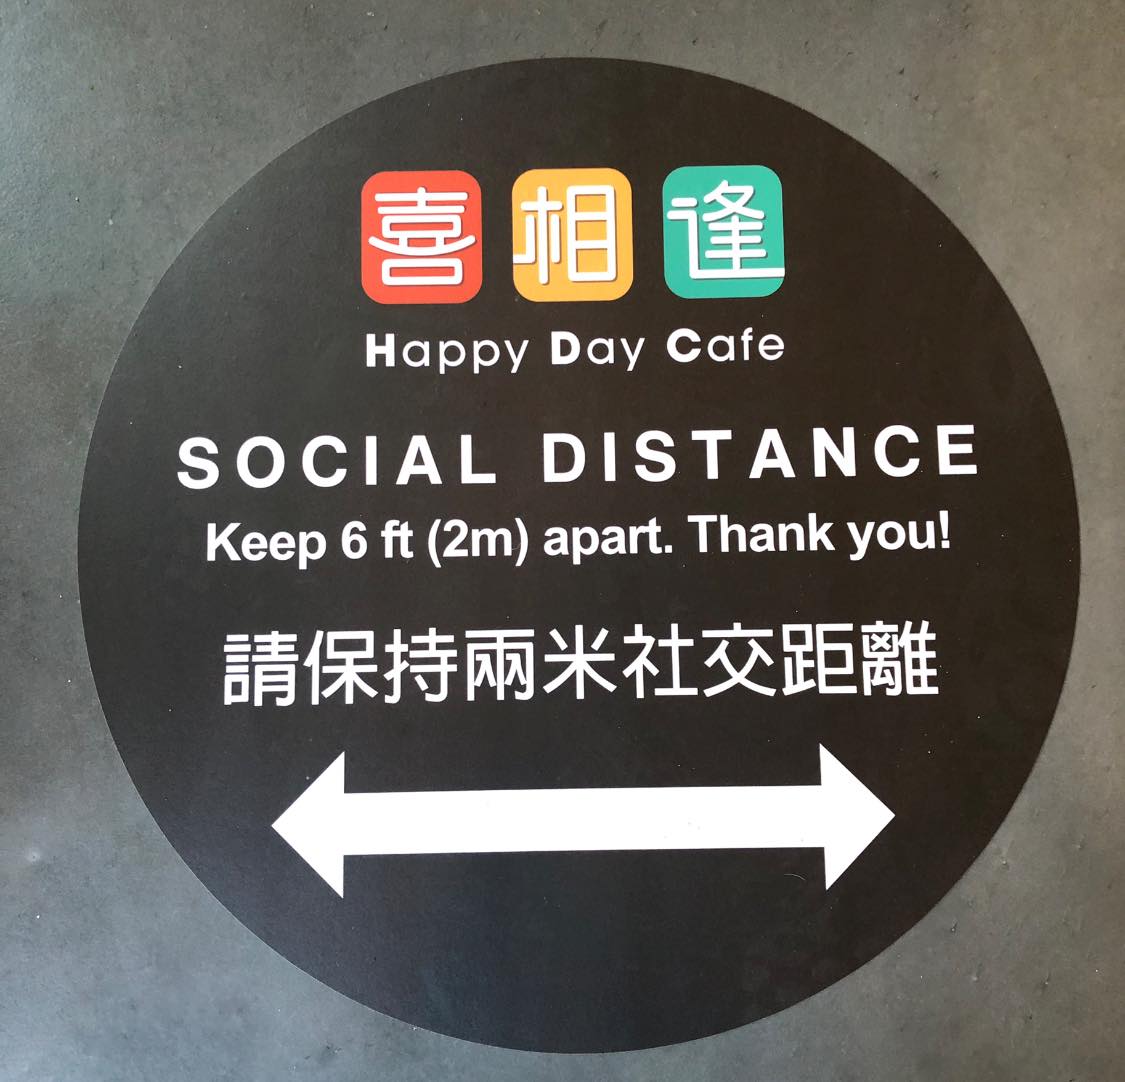 喜相逢
Happy Day Cafe
SOCIAL DISTANCE
Keep 6 ft (2m) apart. Thank you!
請保持兩米社交距離